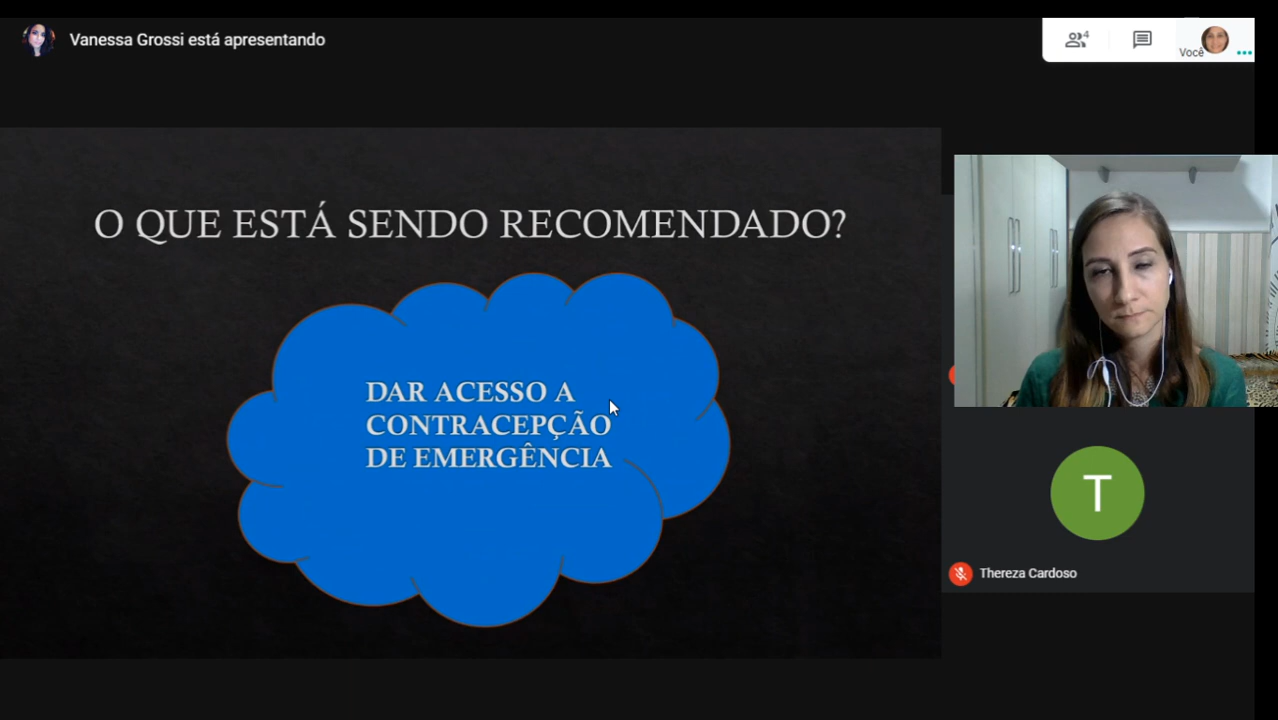 Vanessa Grossi está apresentando
4
Você
O QUE ESTÁ SENDO RECOMENDADO?
DAR ACESSO A
CONTRACEPÇÃO
DE EMERGÊNCIA
T
Thereza Cardoso